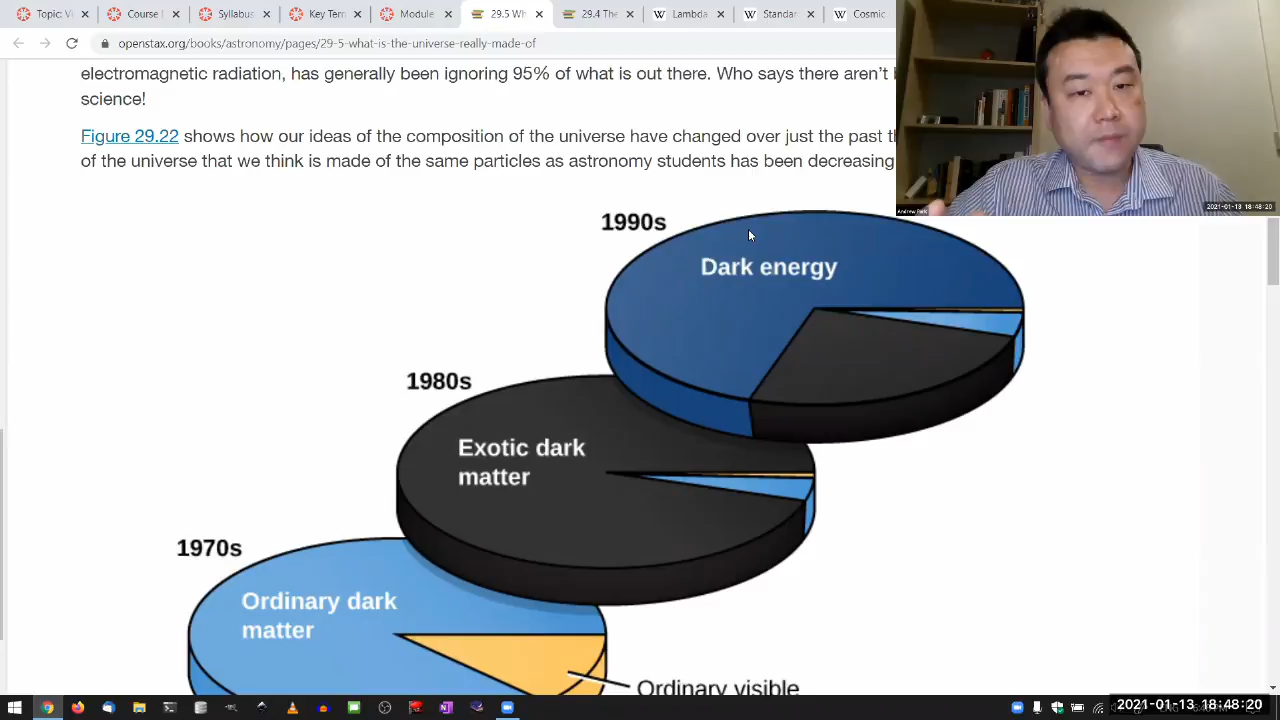 Topic: Vi
Course I
Syllabus
Key Ter
Module
29.5 Wh
29.4 The
Lambda
Calendar
Cosmic
openstax.org/books/astronomy/pages/29-5-what-is-the-universe-really-made-of
electromagnetic radiation, has generally been ignoring 95% of what is out there. Who says there aren't
science!
Figure 29.22 shows how our ideas of the composition of the universe have changed over just the past
of the universe that we think is made of the same particles as astronomy students has been decreasing
Andrew Park
2021-01-13 18:48:20
1990s
Dark energy
1980s
Exotic dark
matter
1970s
Ordinary dark
matter
Ordinary visible
2021-01-13 18:48:20